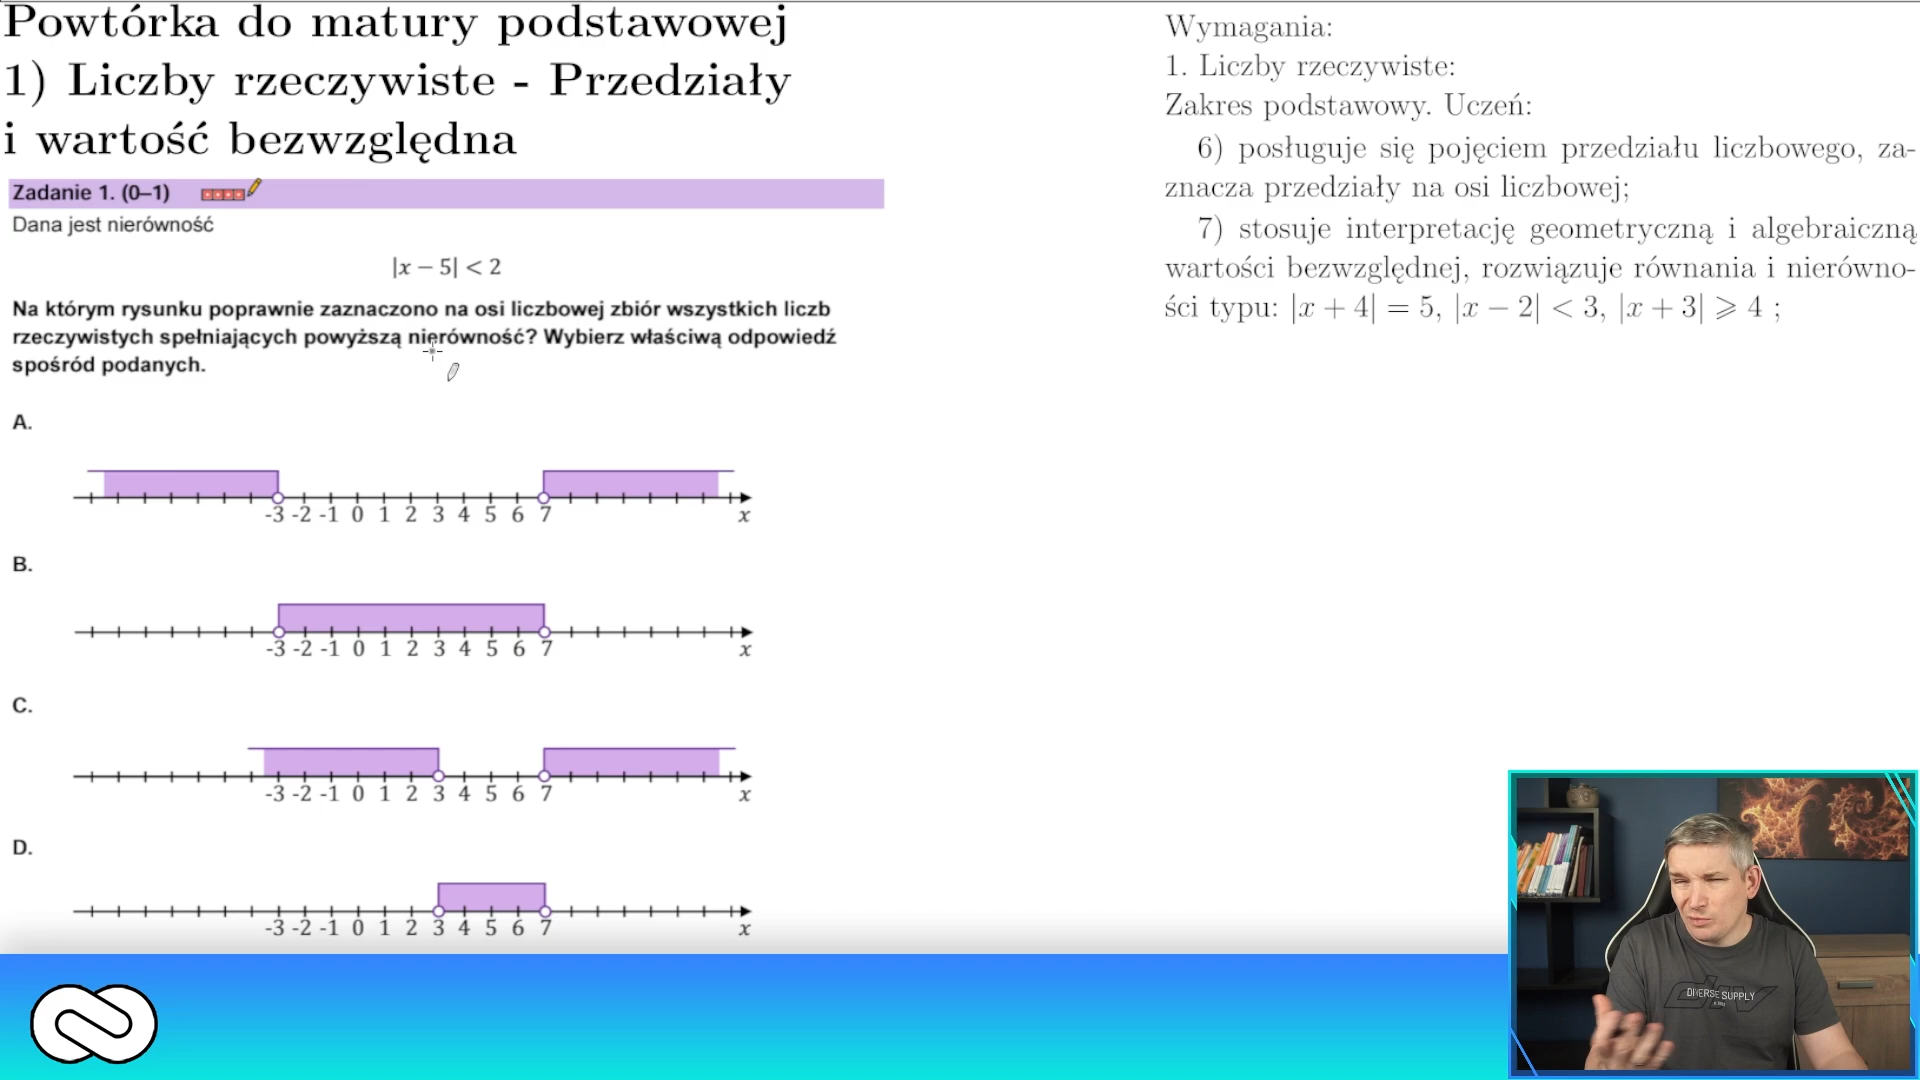 Powtórka do matury podstawowej
1) Liczby rzeczywiste - Przedziały
i wartość bezwzględna
Zadanie 1. (0–1)
Dana jest nierówność
|x − 5| < 2
Na którym rysunku poprawnie zaznaczono na osi liczbowej zbiór wszystkich liczb
rzeczywistych spełniających powyższą nierówność? Wybierz właściwą odpowiedź
spośród podanych.
A.
-3 -2 -1 0 1 2 3 4 5 6 7 x
B.
-3 -2 -1 0 1 2 3 4 5 6 7 x
C.
-3 -2 -1 0 1 2 3 4 5 6 7 x
D.
-3 -2 -1 0 1 2 3 4 5 6 7 x
Wymagania:
1. Liczby rzeczywiste:
Zakres podstawowy. Uczeń:
6) posługuje się pojęciem przedziału liczbowego, za-
znacza przedziały na osi liczbowej;
7) stosuje interpretację geometryczną i algebraiczną
wartości bezwzględnej, rozwiązuje równania i nierówno-
ści typu: |x + 4| = 5, |x − 2| < 3, |x + 3| ⩾ 4 ;
DIVERSE SUPPLY